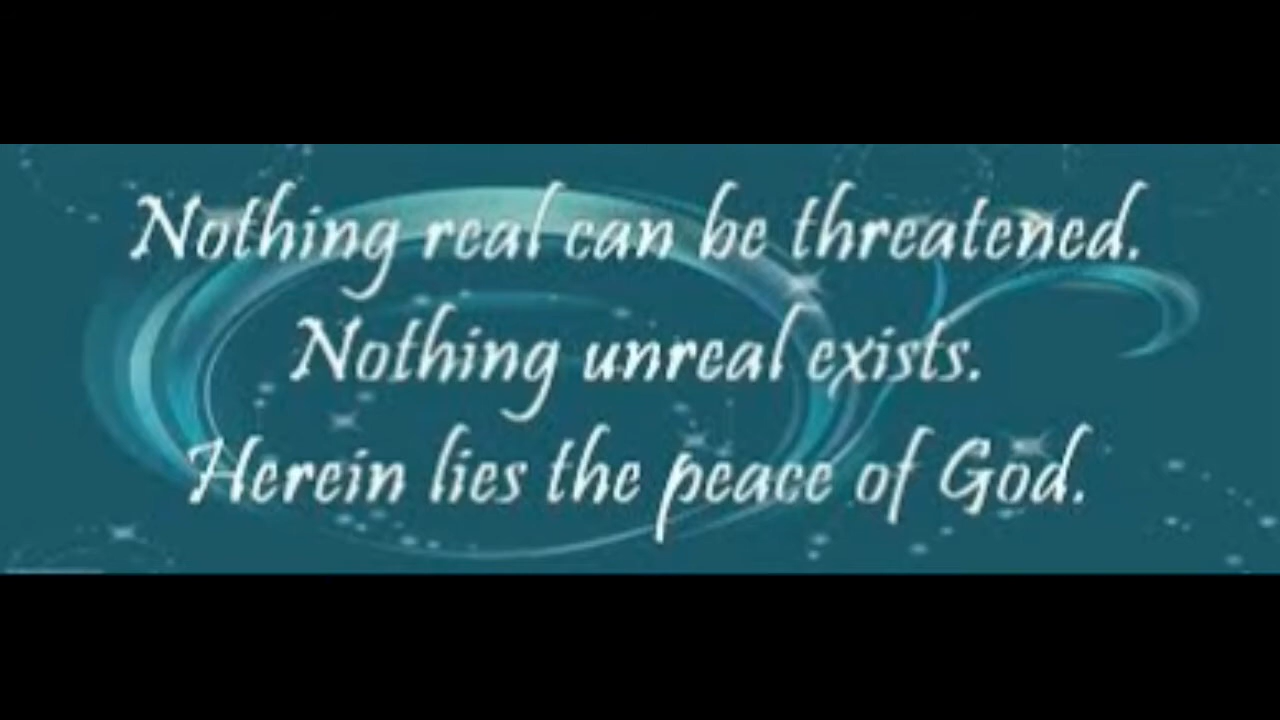 Nothing real can be threatened.
Nothing unreal exists.
Herein lies the peace of God.